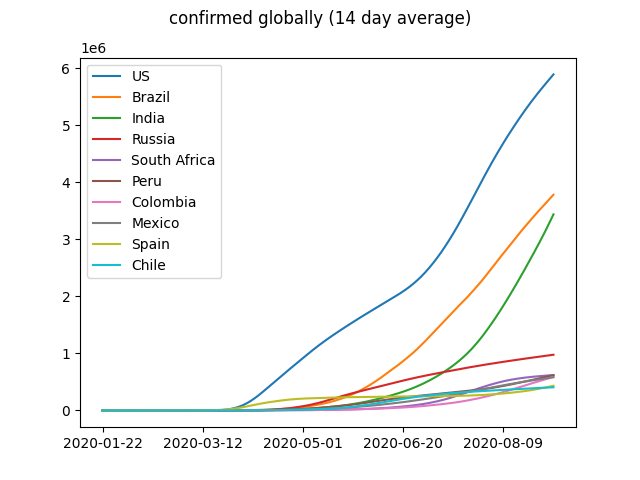 confirmed globally (14 day average)
1e6
6
5
4
3
2
1
0
US
Brazil
India
Russia
South Africa
Peru
Colombia
Mexico
Spain
Chile
2020-01-22 2020-03-12 2020-05-01 2020-06-20 2020-08-09